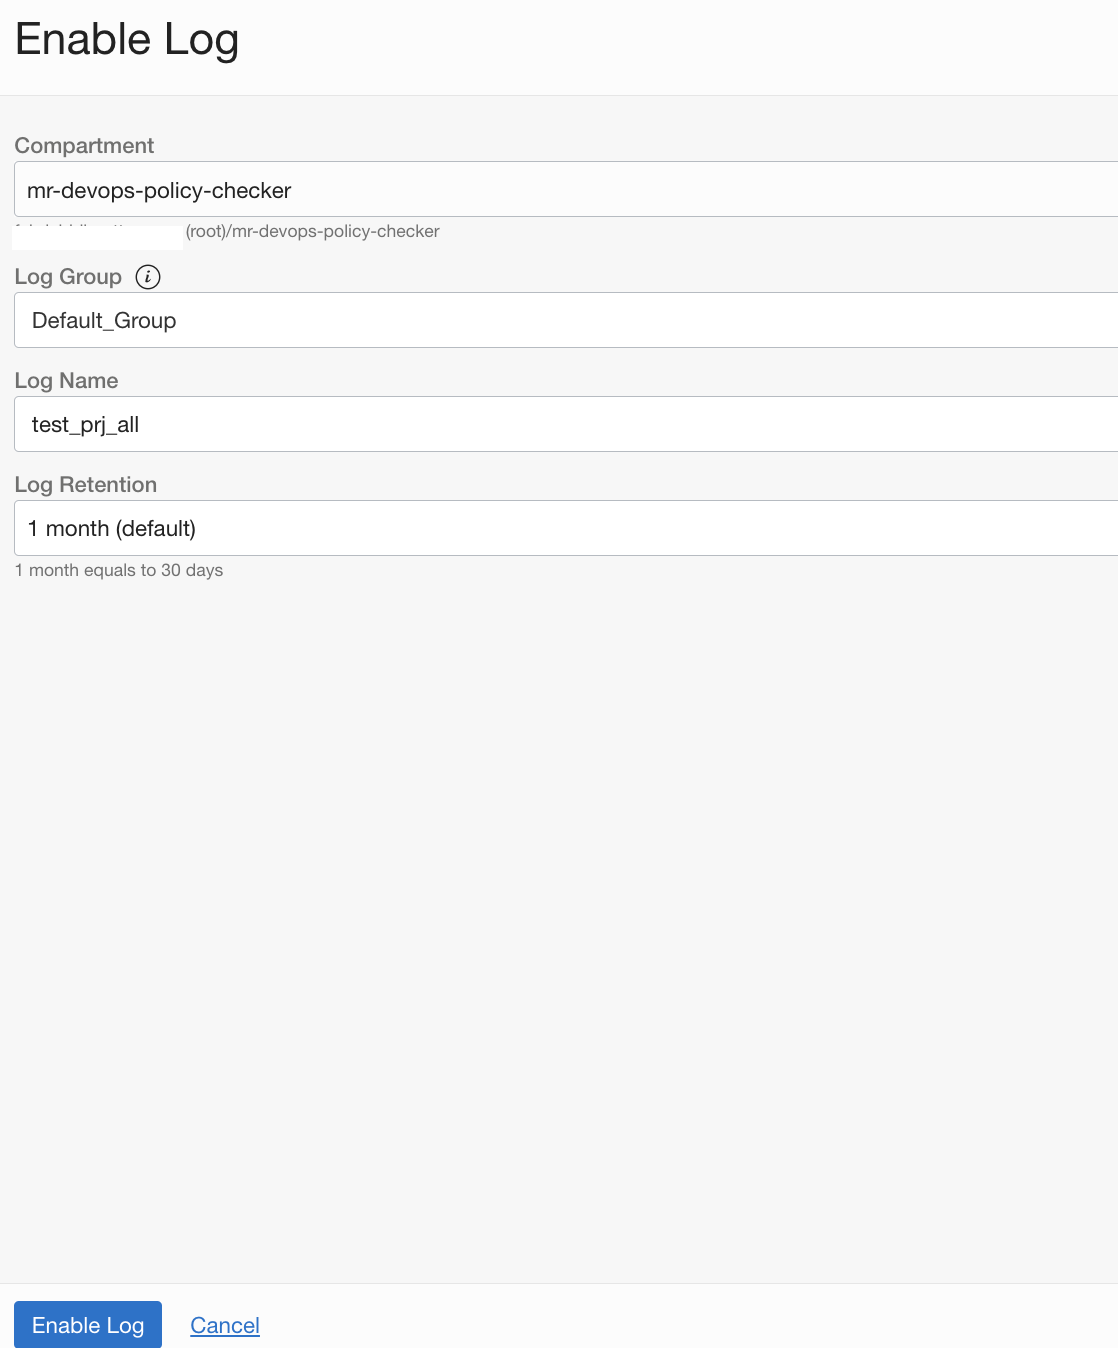 Enable Log
Compartment
mr-devops-policy-checker
(root)/mr-devops-policy-checker
Log Group
Default_Group
Log Name
test_prj_all
Log Retention
1 month (default)
1 month equals to 30 days
Enable Log Cancel